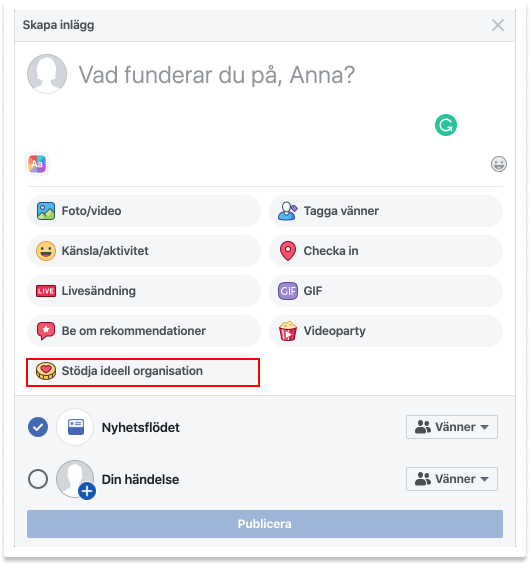 Skapa inlägg
Vad funderar du på, Anna?
Aa
Foto/video
Tagga vänner
Känsla/aktivitet
Checka in
LIVE Livesändning
GIF GIF
Be om rekommendationer
Videoparty
Stödja ideell organisation
Nyhetsflödet
Vänner
Din händelse
Vänner
Publicera